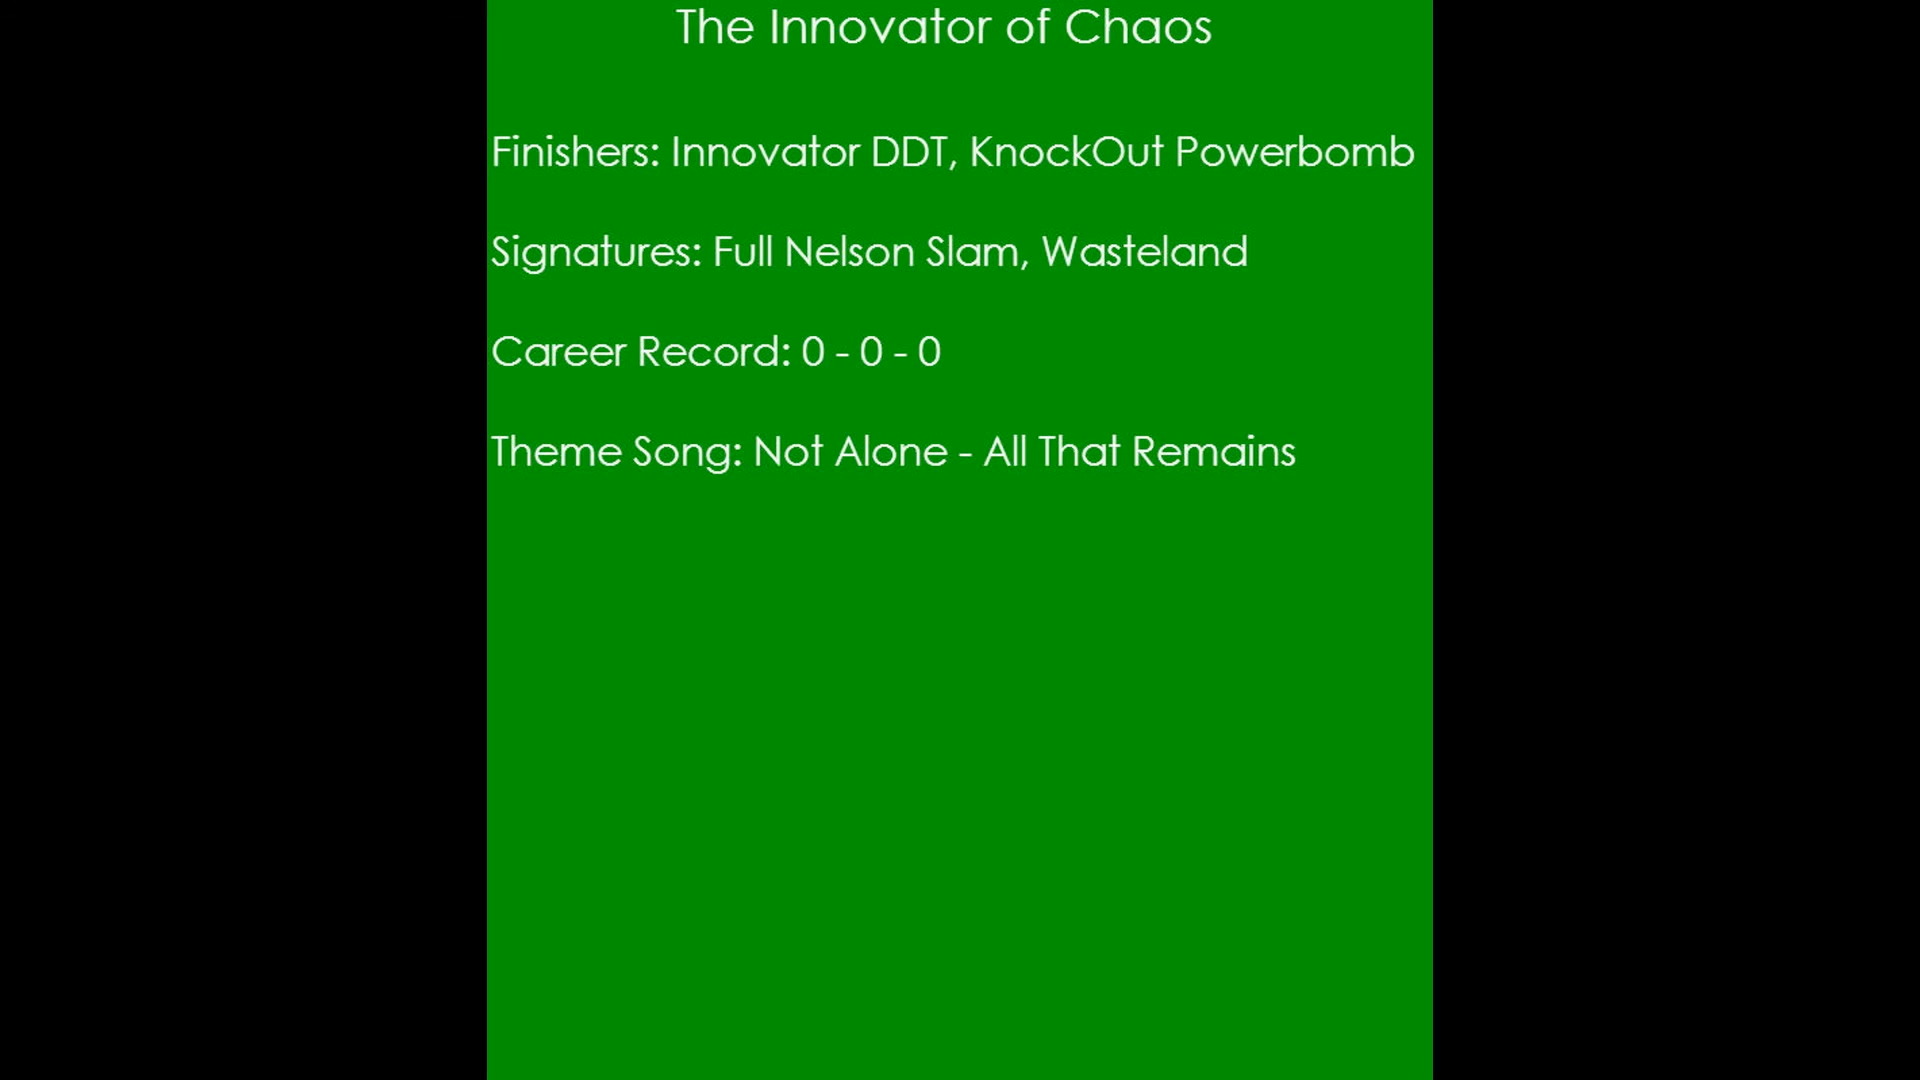 The Innovator of Chaos
Finishers: Innovator DDT, KnockOut Powerbomb
Signatures: Full Nelson Slam, Wasteland
Career Record: 0 - 0 - 0
Theme Song: Not Alone - All That Remains